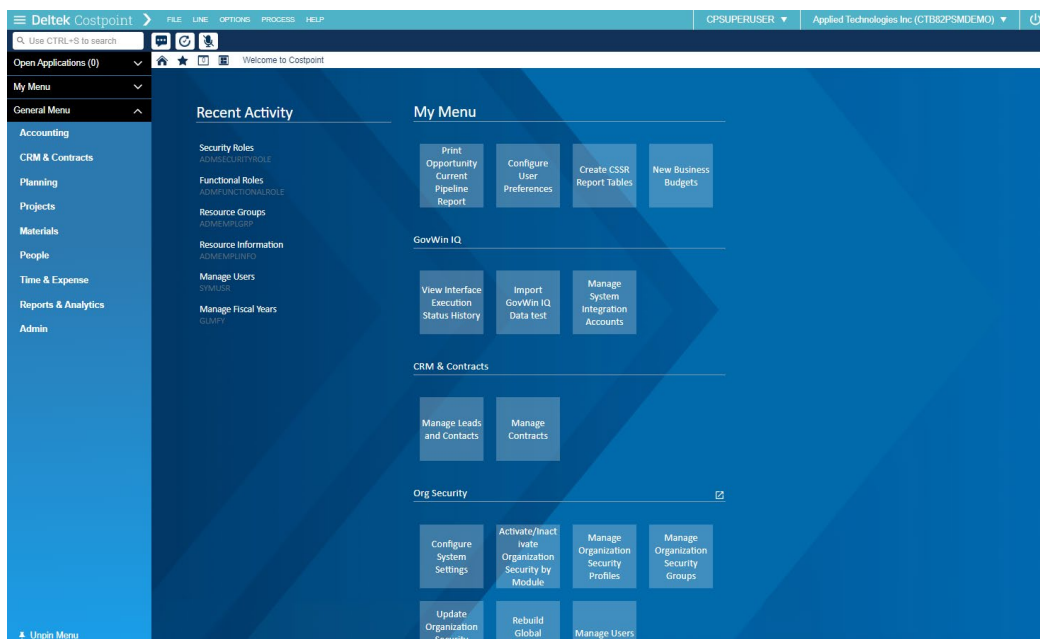 Deltek Costpoint
FILE LINE OPTIONS PROCESS HELP
CPSUPERUSER
Applied Technologies Inc (CTB82PSMDEMO)
Use CTRL+S to search
Open Applications (0)
Welcome to Costpoint
My Menu
General Menu
Accounting
CRM & Contracts
Planning
Projects
Materials
People
Time & Expense
Reports & Analytics
Admin
Unpin Menu
Recent Activity
Security Roles
ADMSECURITYROLE
Functional Roles
ADMFUNCTIONALROLE
Resource Groups
ADMEMPLGRP
Resource Information
ADMEMPLINFO
Manage Users
SYMUSR
Manage Fiscal Years
GLMFY
My Menu
Print
Opportunity
Current
Pipeline
Report
Configure
User
Preferences
Create CSSR
Report Tables
New Business
Budgets
GovWin IQ
View Interface
Execution
Status History
Import
GovWin IQ
Data test
Manage
System
Integration
Accounts
CRM & Contracts
Manage Leads
and Contacts
Manage
Contracts
Org Security
Configure
System
Settings
Activate/Inact
ivate
Organization
Security by
Module
Manage
Organization
Security
Profiles
Manage
Organization
Security
Groups
Update
Organization
Security
Rebuild
Global
Manage Users